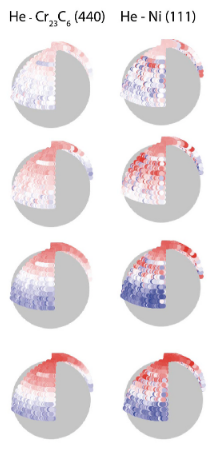 He - Cr₂₃C₆ (440) He - Ni (111)